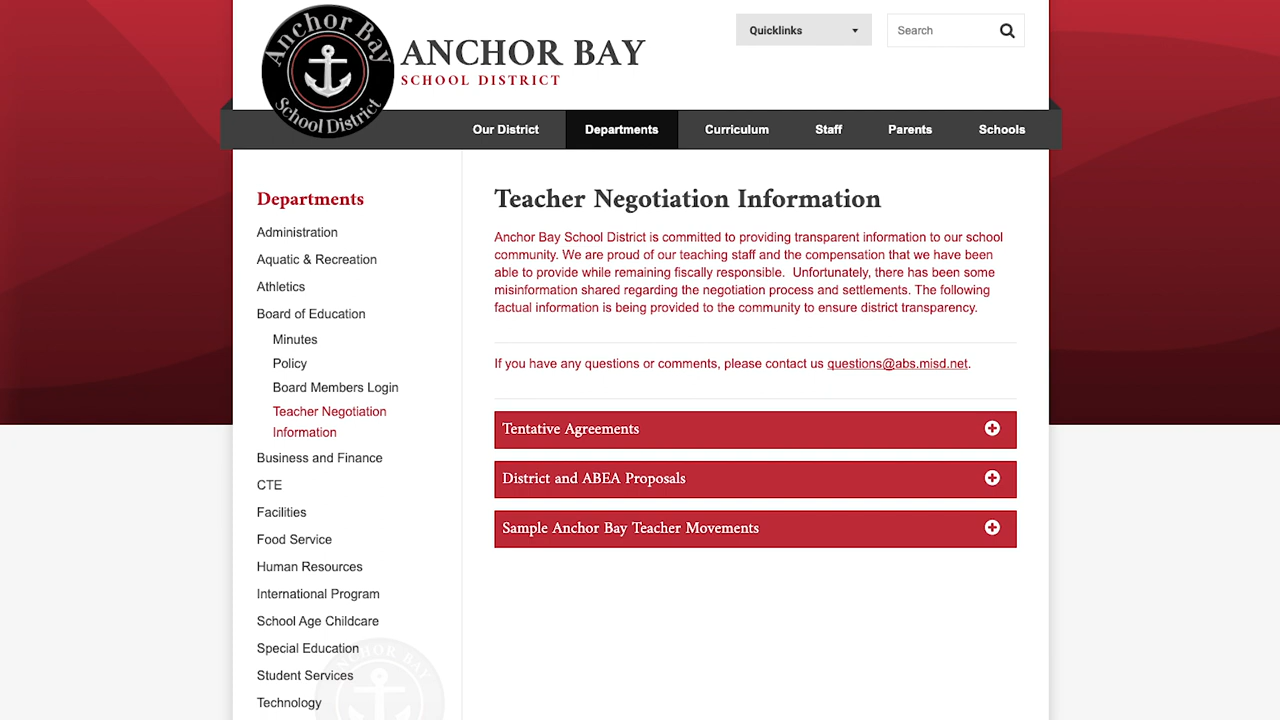 Anchor Bay
School District
ANCHOR BAY
SCHOOL DISTRICT
Quicklinks
Search
Our District
Departments
Curriculum
Staff
Parents
Schools
Departments
Administration
Aquatic & Recreation
Athletics
Board of Education
Minutes
Policy
Board Members Login
Teacher Negotiation
Information
Business and Finance
CTE
Facilities
Food Service
Human Resources
International Program
School Age Childcare
Special Education
Student Services
Technology
ANCHOR BAY
Teacher Negotiation Information
Anchor Bay School District is committed to providing transparent information to our school
community. We are proud of our teaching staff and the compensation that we have been
able to provide while remaining fiscally responsible.  Unfortunately, there has been some
misinformation shared regarding the negotiation process and settlements. The following
factual information is being provided to the community to ensure district transparency.
If you have any questions or comments, please contact us questions@abs.misd.net.
Tentative Agreements
District and ABEA Proposals
Sample Anchor Bay Teacher Movements